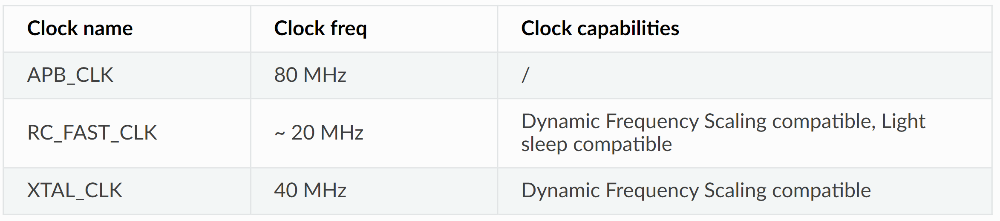 Clock name Clock freq Clock capabilities
APB_CLK 80 MHz /
RC_FAST_CLK ~ 20 MHz Dynamic Frequency Scaling compatible, Light
sleep compatible
XTAL_CLK 40 MHz Dynamic Frequency Scaling compatible